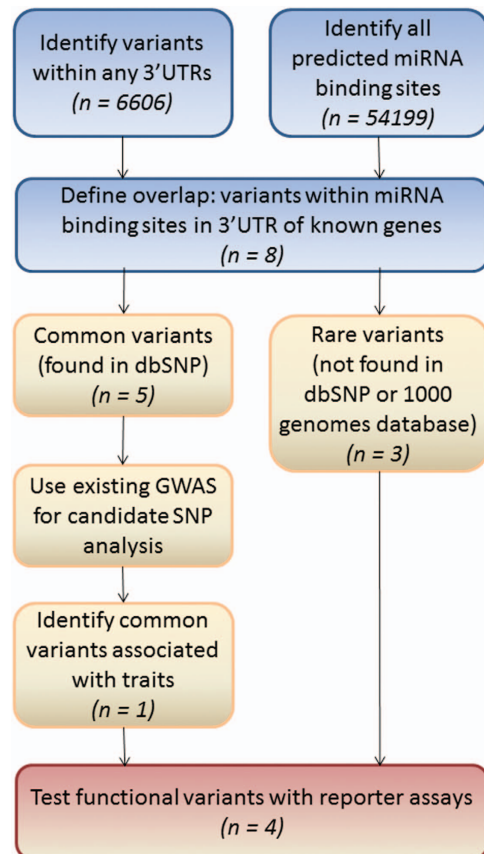 Identify variants
within any 3’UTRs
(n = 6606)
Identify all
predicted miRNA
binding sites
(n = 54199)
Define overlap: variants within miRNA
binding sites in 3’UTR of known genes
(n = 8)
Common variants
(found in dbSNP)
(n = 5)
Rare variants
(not found in
dbSNP or 1000
genomes database)
(n = 3)
Use existing GWAS
for candidate SNP
analysis
Identify common
variants associated
with traits
(n = 1)
Test functional variants with reporter assays
(n = 4)